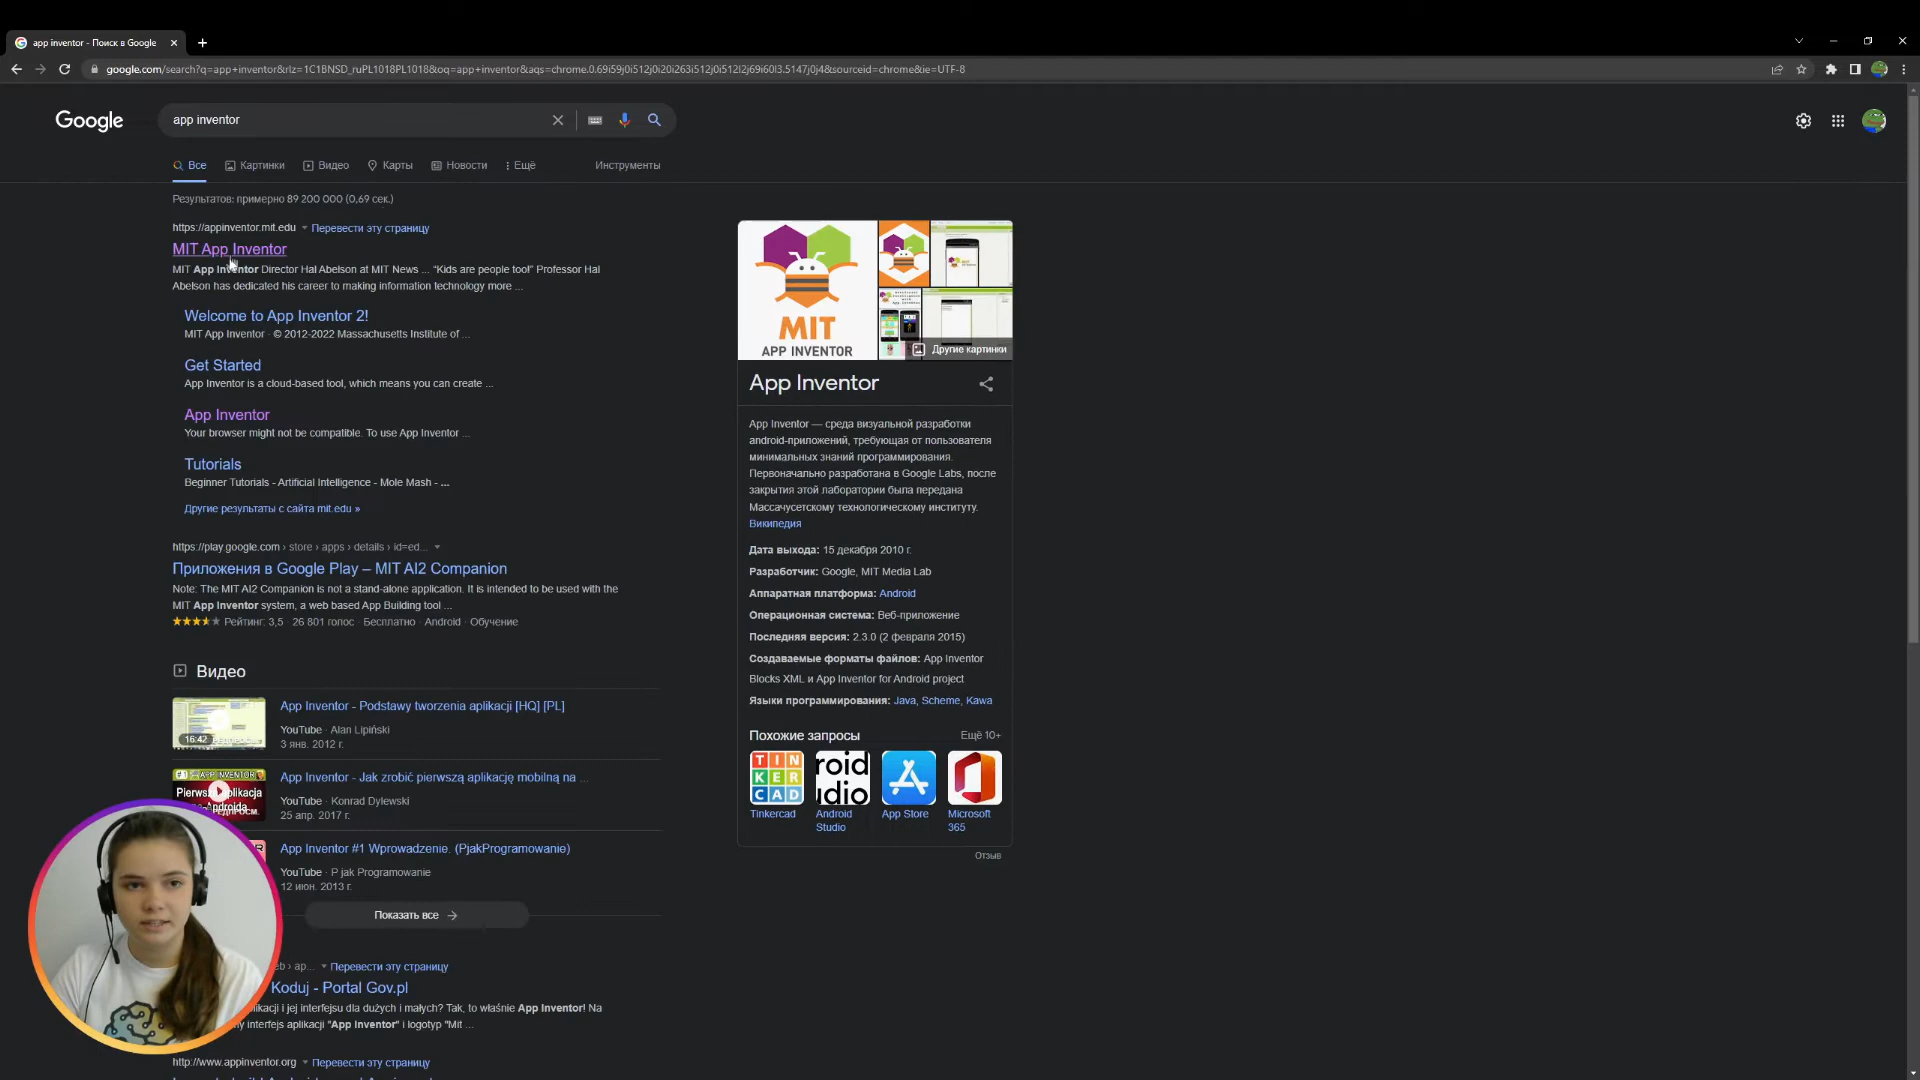 app inventor - Поиск в Google
google.com/search?q=app+inventor&rlz=1C1BNSD_ruPL1018PL1018&oq=app+inventor&aqs=chrome.0.69i59j0i512j0i20i263i512j0i512l2j69i60l3.5147j0j4&sourceid=chrome&ie=UTF-8
Google
app inventor
Все
Картинки
Видео
Карты
Новости
Ещё
Инструменты
Результатов: примерно 89 200 000 (0,69 сек.)
https://appinventor.mit.edu Перевести эту страницу
MIT App Inventor
MIT App Inventor Director Hal Abelson at MIT News ... “Kids are people too!” Professor Hal
Abelson has dedicated his career to making information technology more ...
Welcome to App Inventor 2!
MIT App Inventor · © 2012-2022 Massachusetts Institute of ...
Get Started
App Inventor is a cloud-based tool, which means you can create ...
App Inventor
Your browser might not be compatible. To use App Inventor ...
Tutorials
Beginner Tutorials - Artificial Intelligence - Mole Mash - ...
Другие результаты с сайта mit.edu »
https://play.google.com › store › apps › details › id=ed...
Приложения в Google Play – MIT AI2 Companion
Note: The MIT AI2 Companion is not a stand-alone application. It is intended to be used with the
MIT App Inventor system, a web based App Building tool ...
Рейтинг: 3,5 · 26 801 голос · Бесплатно · Android · Обучение
Видео
16:42
App Inventor - Podstawy tworzenia aplikacji [HQ] [PL]
YouTube · Alan Lipiński
3 янв. 2012 г.
#1 APP INVENTOR
Pierwsza aplikacja
App Inventor - Jak zrobić pierwszą aplikację mobilną na ...
YouTube · Konrad Dylewski
25 апр. 2017 г.
App Inventor #1 Wprowadzenie. (PjakProgramowanie)
YouTube · P jak Programowanie
12 июн. 2013 г.
Показать все
eb › ap... Перевести эту страницу
Koduj - Portal Gov.pl
likacji i jej interfejsu dla dużych i małych? Tak, to właśnie App Inventor! Na
ny interfejs aplikacji "App Inventor" i logotyp "Mit ...
http://www.appinventor.org Перевести эту страницу
MIT
APP INVENTOR
Другие картинки
App Inventor
App Inventor — среда визуальной разработки
android-приложений, требующая от пользователя
минимальных знаний программирования.
Первоначально разработана в Google Labs, после
закрытия этой лаборатории была передана
Массачусетскому технологическому институту.
Википедия
Дата выхода: 15 декабря 2010 г.
Разработчик: Google, MIT Media Lab
Аппаратная платформа: Android
Операционная система: Веб-приложение
Последняя версия: 2.3.0 (2 февраля 2015)
Создаваемые форматы файлов: App Inventor
Blocks XML и App Inventor for Android project
Языки программирования: Java, Scheme, Kawa
Похожие запросы
Ещё 10+
TIN
KER
CAD
roid
udio
Tinkercad
Android
Studio
App Store
Microsoft
365
Отзыв